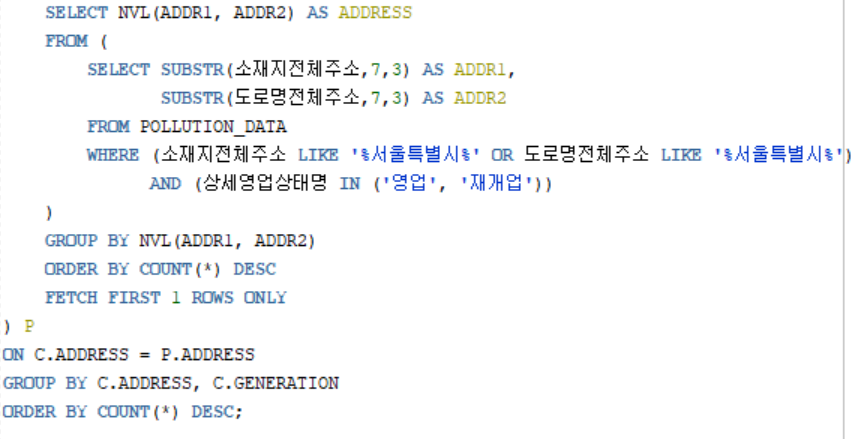 SELECT NVL(ADDR1, ADDR2) AS ADDRESS
FROM (
SELECT SUBSTR(소재지전체주소,7,3) AS ADDR1,
SUBSTR(도로명전체주소,7,3) AS ADDR2
FROM POLLUTION_DATA
WHERE (소재지전체주소 LIKE '%서울특별시%' OR 도로명전체주소 LIKE '%서울특별시%')
AND (상세영업상태명 IN ('영업', '재개업'))
)
GROUP BY NVL(ADDR1, ADDR2)
ORDER BY COUNT(*) DESC
FETCH FIRST 1 ROWS ONLY
) P
ON C.ADDRESS = P.ADDRESS
GROUP BY C.ADDRESS, C.GENERATION
ORDER BY COUNT(*) DESC;